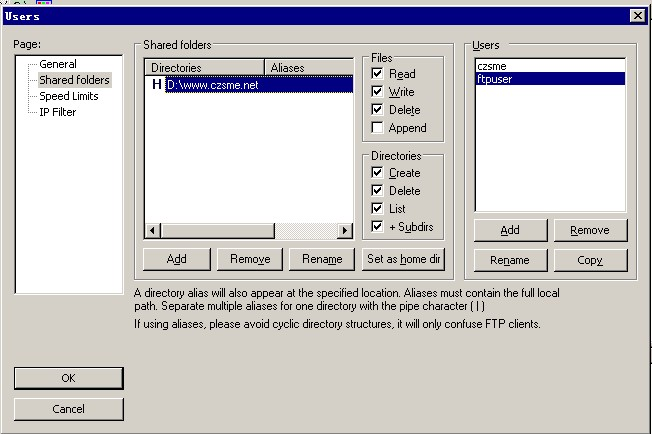 Users
Page:
General
Shared folders
Speed Limits
IP Filter
OK
Cancel
Shared folders
Directories Aliases
H D:\www.czsme.net
Add Remove Rename Set as home dir
Files
Read
Write
Delete
Append
Directories
Create
Delete
List
+ Subdirs
Users
czsme
ftpuser
Add Remove
Rename Copy
A directory alias will also appear at the specified location. Aliases must contain the full local
path. Separate multiple aliases for one directory with the pipe character ( | )
If using aliases, please avoid cyclic directory structures, it will only confuse FTP clients.